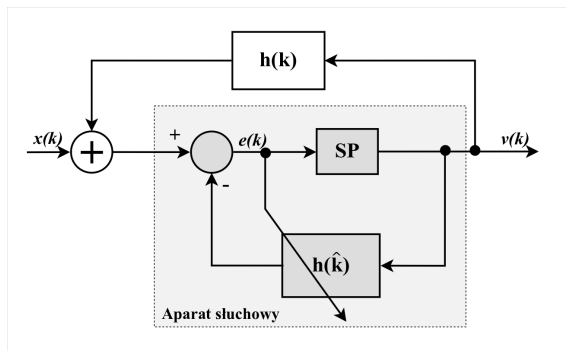 h(k)
x(k)
+
+
e(k)
SP
v(k)
-
h(k̂)
Aparat słuchowy